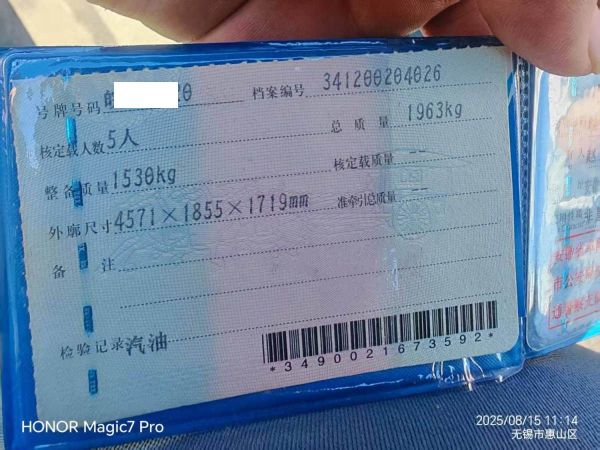 号牌号码 0 档案编号 341200204026
核定载人数 5人 总质量 1963kg
整备质量 1530kg 核定载质量 --
外廓尺寸 4571×1855×1719mm 准牵引总质量 --
备注
检验记录 汽油
*3490021673592*
HONOR Magic7 Pro
2025/08/15 11:14
无锡市惠山区